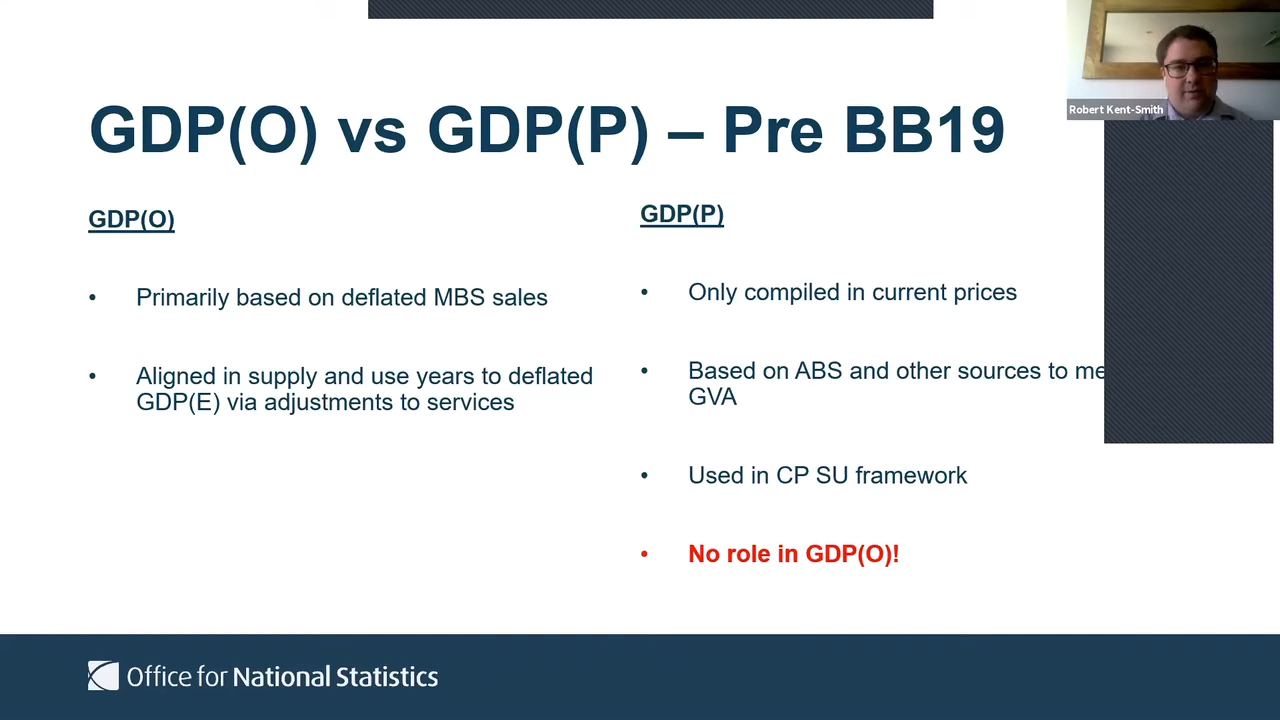 Robert Kent-Smith
GDP(O) vs GDP(P) – Pre BB19
GDP(O)
• Primarily based on deflated MBS sales
• Aligned in supply and use years to deflated
GDP(E) via adjustments to services
GDP(P)
• Only compiled in current prices
• Based on ABS and other sources to
GVA
• Used in CP SU framework
• No role in GDP(O)!
Office for National Statistics